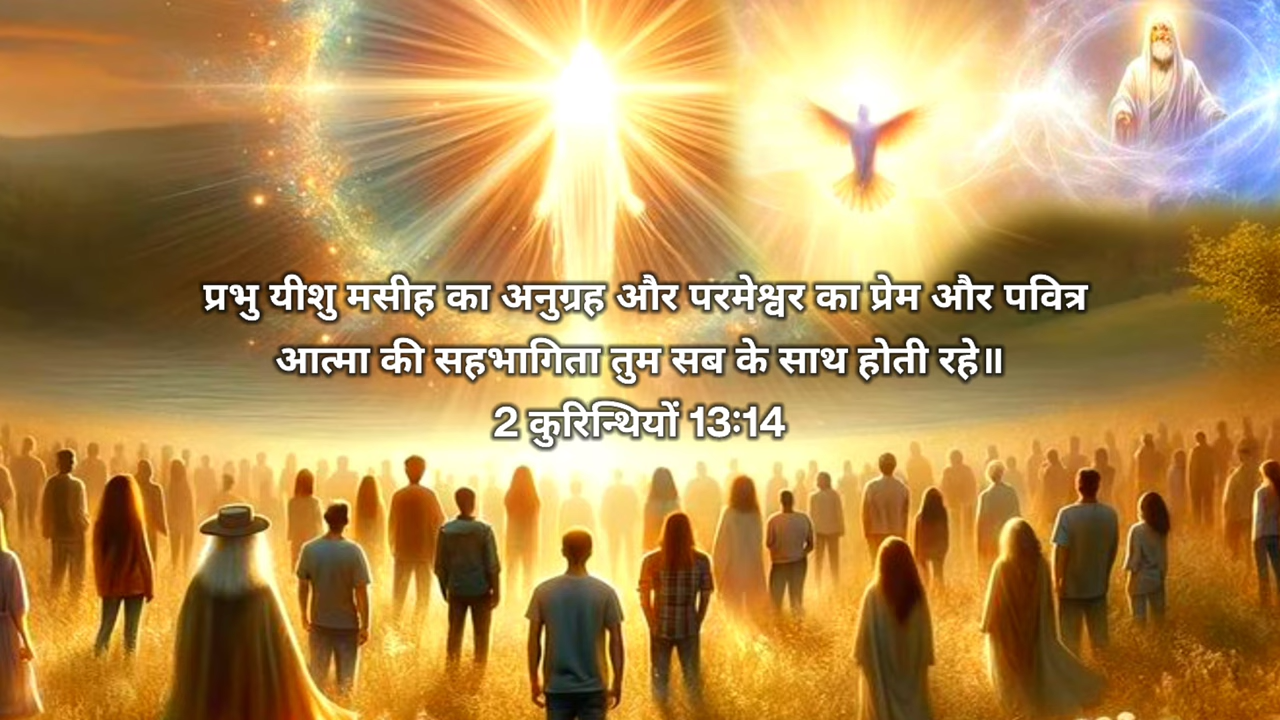 प्रभु यीशु मसीह का अनुग्रह और परमेश्वर का प्रेम और पवित्र
आत्मा की सहभागिता तुम सब के साथ होती रहे॥
2 कुरिन्थियों 13:14